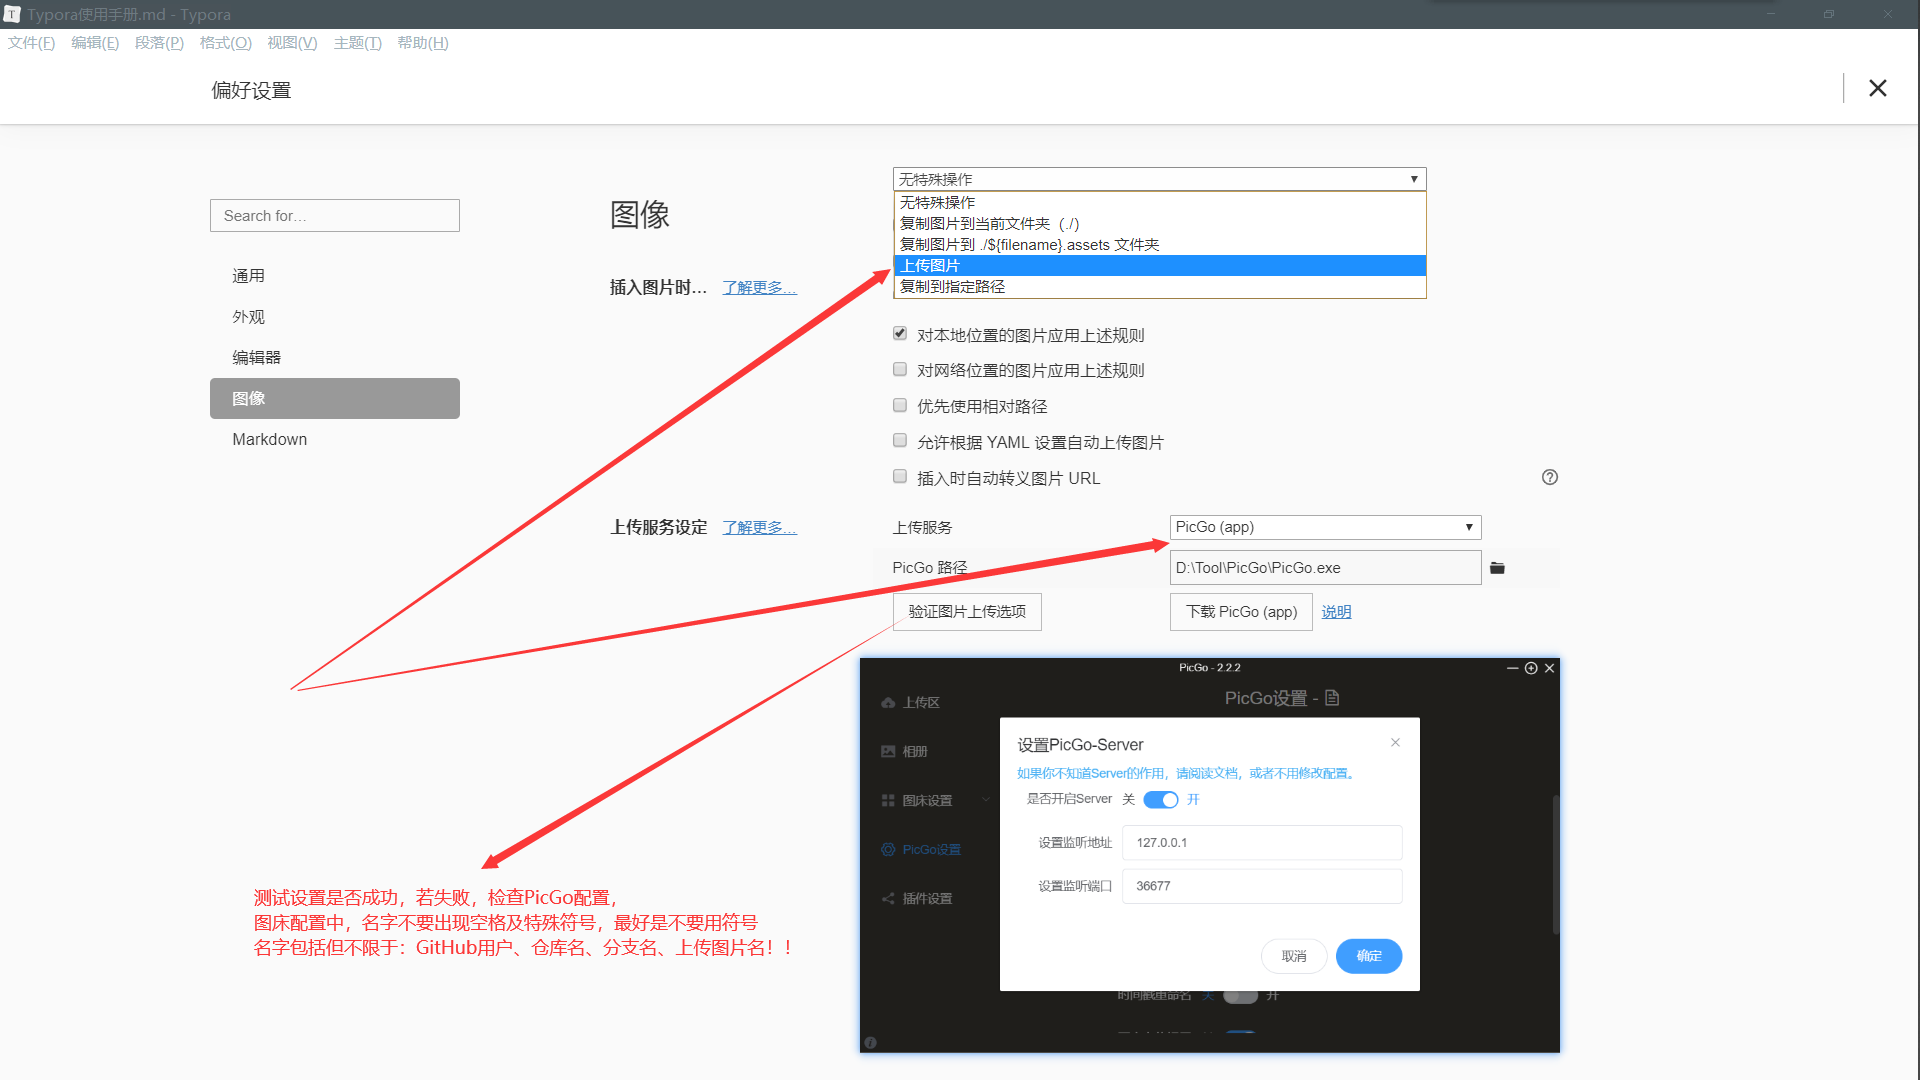 Typora使用手册.md - Typora
文件(F) 编辑(E) 段落(P) 格式(O) 视图(V) 主题(T) 帮助(H)
偏好设置
Search for...
通用
外观
编辑器
图像
Markdown
图像
无特殊操作
无特殊操作
复制图片到当前文件夹（./）
复制图片到 ./${filename}.assets 文件夹
上传图片
复制到指定路径
插入图片时... 了解更多...
对本地位置的图片应用上述规则
对网络位置的图片应用上述规则
优先使用相对路径
允许根据 YAML 设置自动上传图片
插入时自动转义图片 URL
上传服务设定 了解更多...
上传服务 PicGo (app)
PicGo 路径 D:\Tool\PicGo\PicGo.exe
验证图片上传选项 下载 PicGo (app) 说明
PicGo - 2.2.2
上传区
相册
图床设置
PicGo设置
插件设置
PicGo设置 -
设置PicGo-Server
如果你不知道Server的作用，请阅读文档，或者不用修改配置。
是否开启Server 关 开
设置监听地址 127.0.0.1
设置监听端口 36677
取消 确定
时间戳重命名 关 开
测试设置是否成功，若失败，检查PicGo配置，
图床配置中，名字不要出现空格及特殊符号，最好是不要用符号
名字包括但不限于：GitHub用户、仓库名、分支名、上传图片名！！